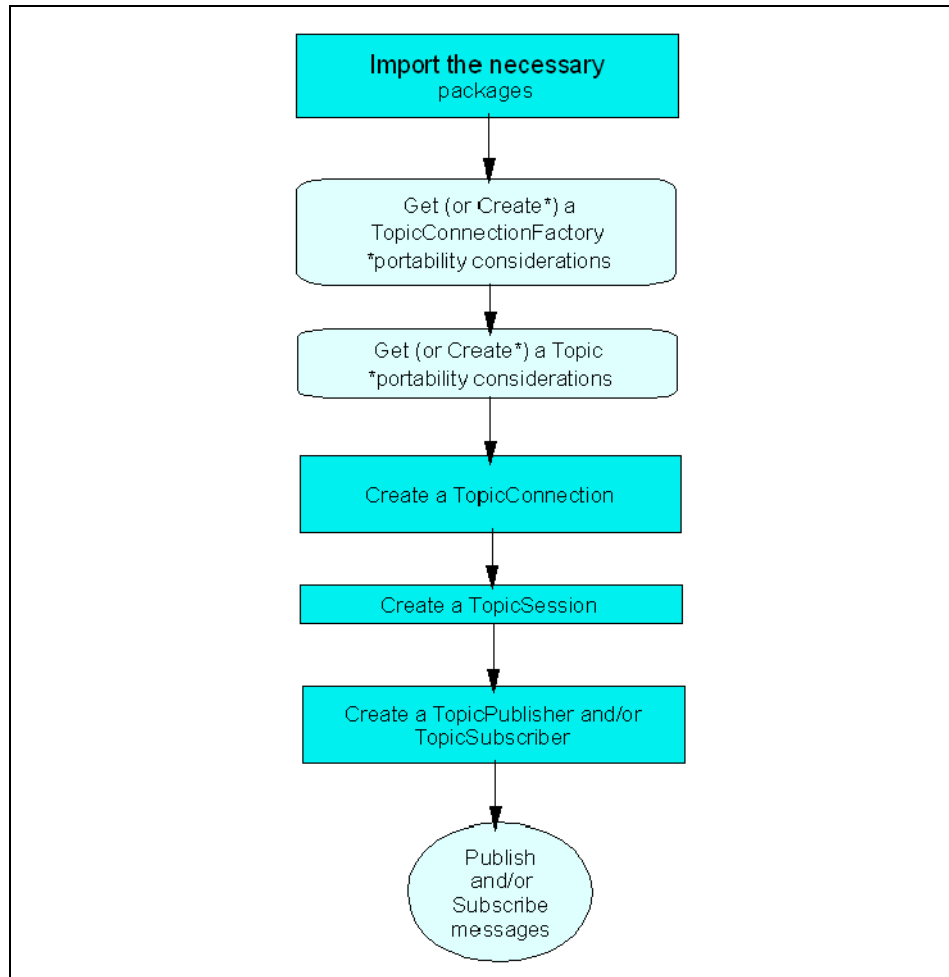 Import the necessary
packages
Get (or Create*) a
TopicConnectionFactory
*portability considerations
Get (or Create*) a Topic
*portability considerations
Create a TopicConnection
Create a TopicSession
Create a TopicPublisher and/or
TopicSubscriber
Publish
and/or
Subscribe
messages